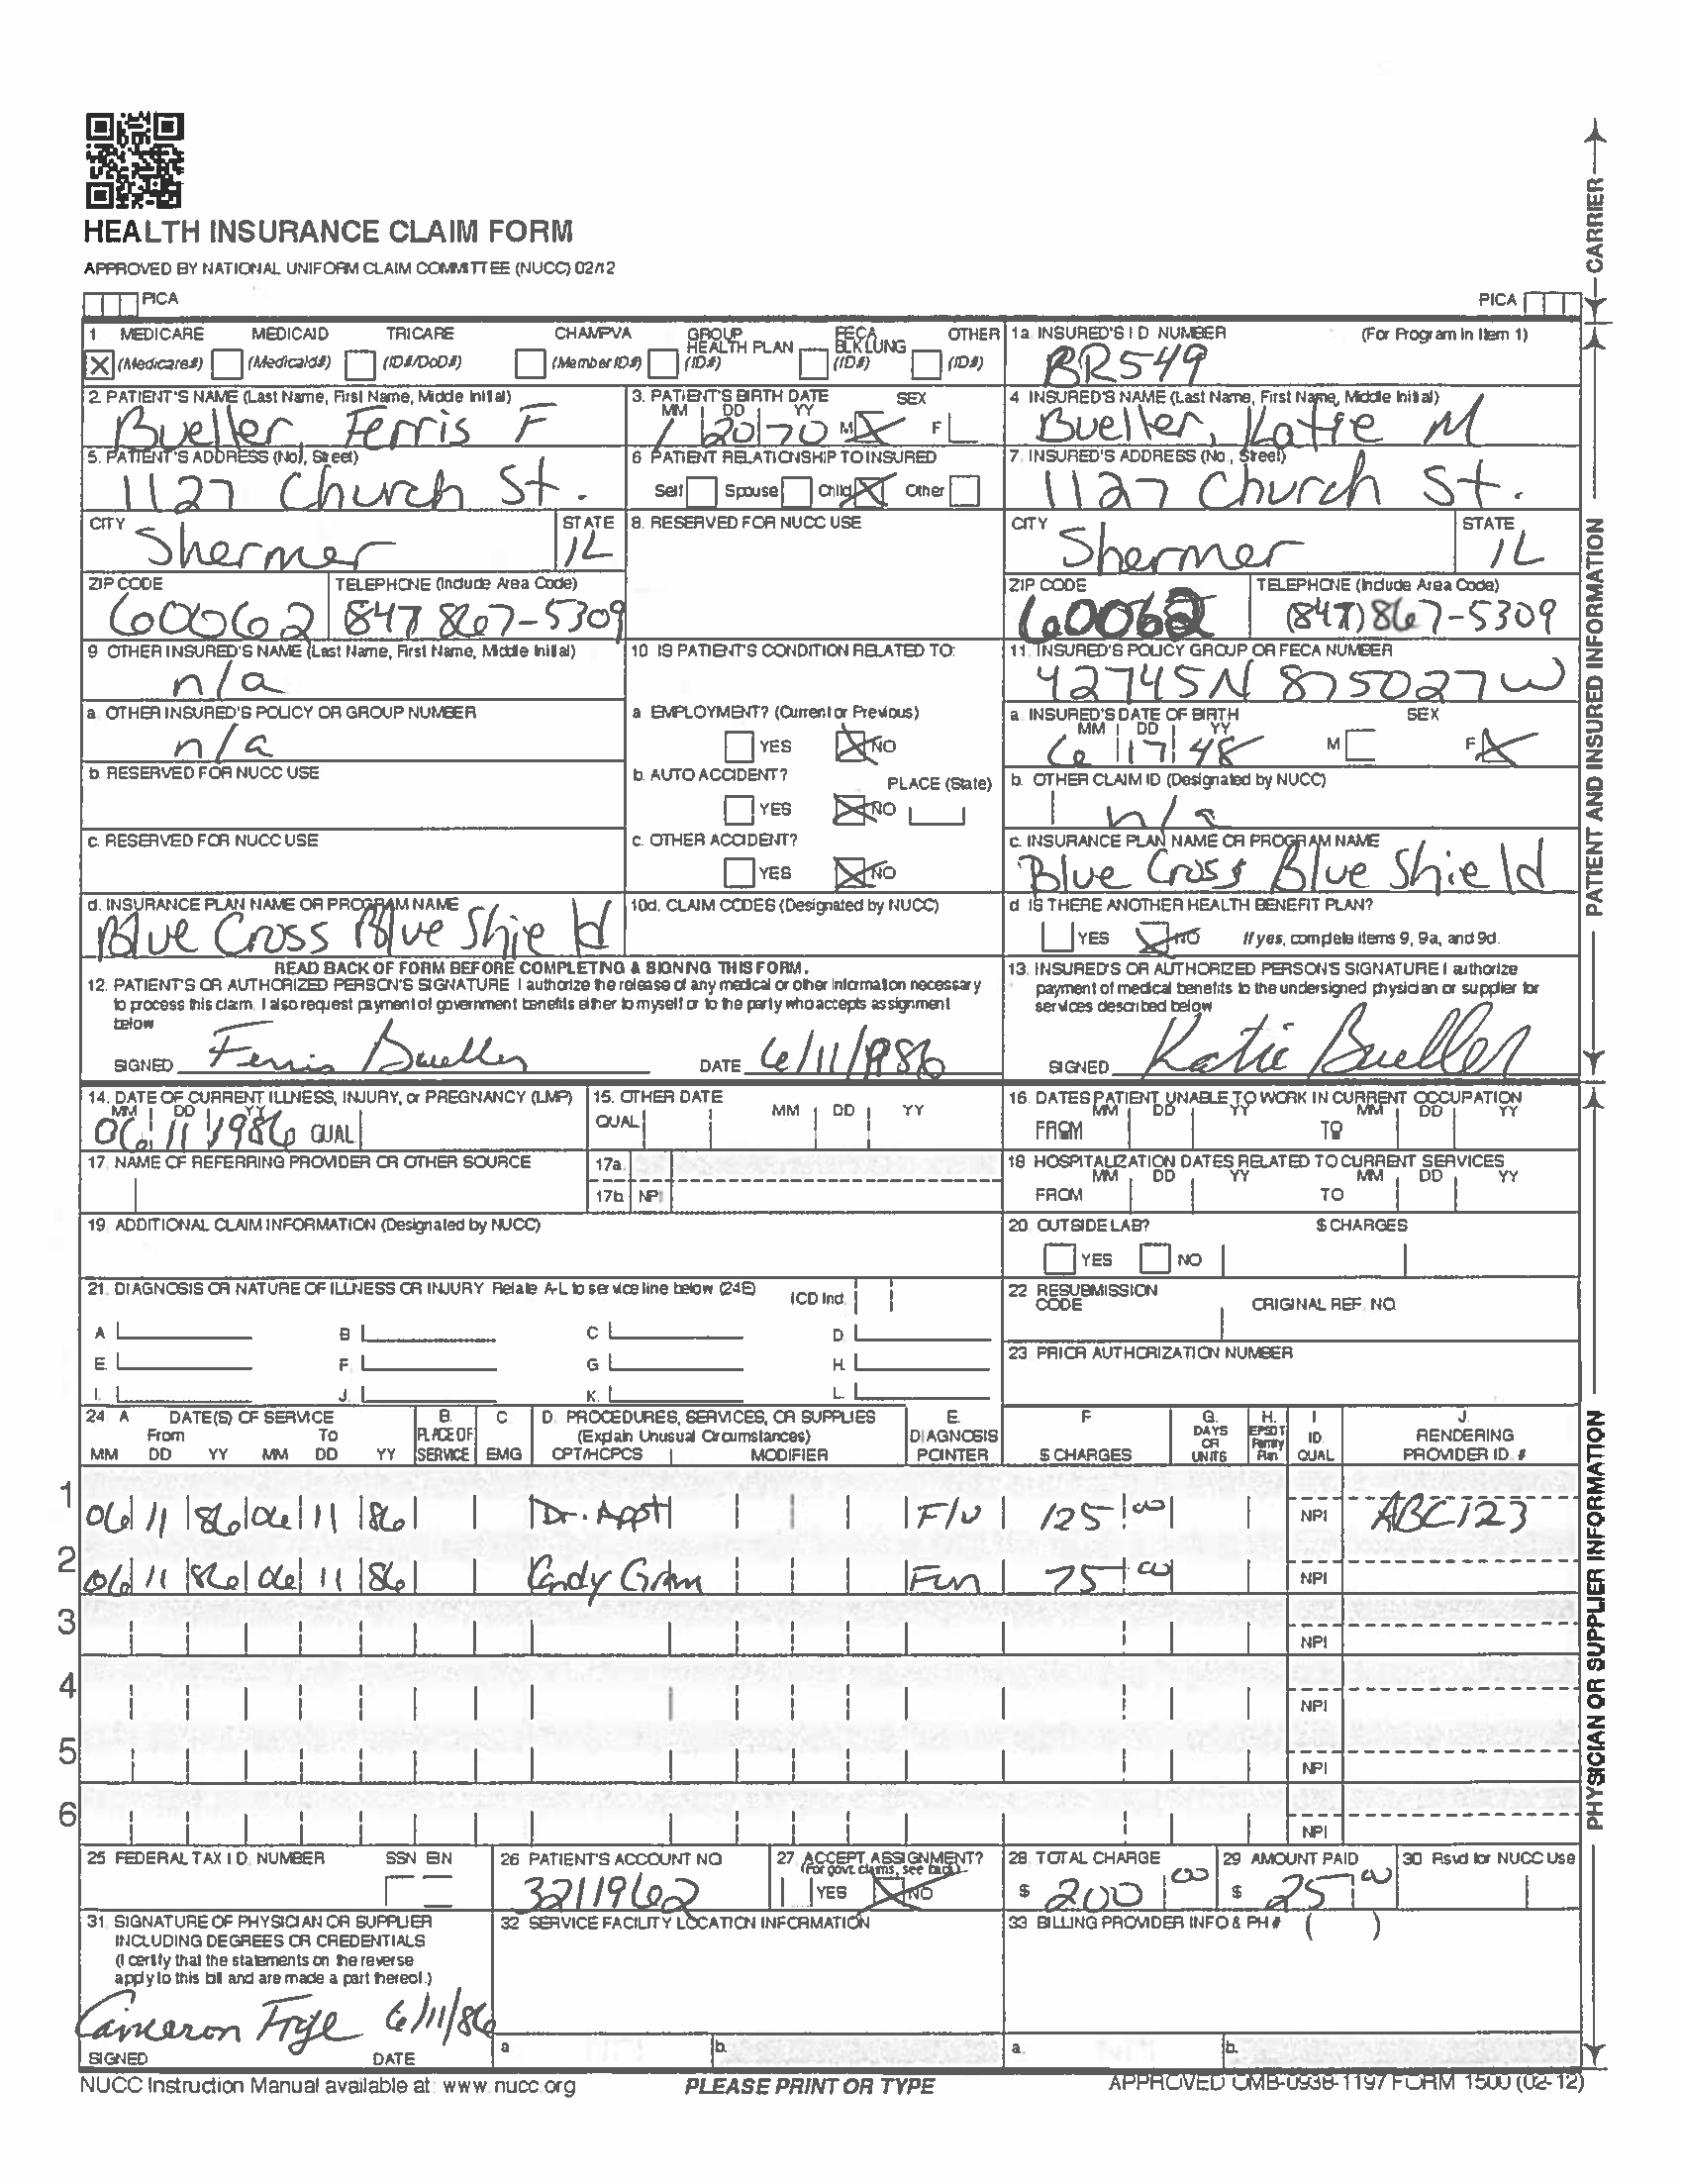 HEALTH INSURANCE CLAIM FORM
APPROVED BY NATIONAL UNIFORM CLAIM COMMITTEE (NUCC) 02/12
PICA PICA
CARRIER
1 MEDICARE MEDICAID TRICARE CHAMPVA GROUP HEALTH PLAN FECA BLK LUNG OTHER
X (Medicare#) (Medicaid#) (ID#/DoD#) (Member ID#) (ID#) (ID#) (ID#)
1a. INSURED'S I D NUMBER (For Program in Item 1)
BR549
2. PATIENT'S NAME (Last Name, First Name, Middle Initial)
Bueller, Ferris F
3. PATIENT'S BIRTH DATE SEX
MM DD YY
1 20 70 M X F
4 INSURED'S NAME (Last Name, First Name, Middle Initial)
Bueller, Katie M
5. PATIENT'S ADDRESS (No., Street)
1127 Church St.
6 PATIENT RELATIONSHIP TO INSURED
Self Spouse Child X Other
7. INSURED'S ADDRESS (No., Street)
1127 Church St.
CITY STATE
Shermer IL
8. RESERVED FOR NUCC USE
CITY STATE
Shermer IL
ZIP CODE TELEPHONE (Include Area Code)
60062 847 867-5309
ZIP CODE TELEPHONE (Include Area Code)
60062 (847) 867-5309
9 OTHER INSURED'S NAME (Last Name, First Name, Middle Initial)
n/a
10 IS PATIENT'S CONDITION RELATED TO:
11. INSURED'S POLICY GROUP OR FECA NUMBER
42745N 875027W
a. OTHER INSURED'S POLICY OR GROUP NUMBER
n/a
a EMPLOYMENT? (Current or Previous)
YES X NO
a. INSURED'S DATE OF BIRTH SEX
MM DD YY
6 17 48 M F X
b. RESERVED FOR NUCC USE
b. AUTO ACCIDENT? PLACE (State)
YES X NO
b. OTHER CLAIM ID (Designated by NUCC)
n/a
c. RESERVED FOR NUCC USE
c. OTHER ACCIDENT?
YES X NO
c. INSURANCE PLAN NAME OR PROGRAM NAME
Blue Cross Blue Shield
d. INSURANCE PLAN NAME OR PROGRAM NAME
Blue Cross Blue Shield
10d. CLAIM CODES (Designated by NUCC)
d IS THERE ANOTHER HEALTH BENEFIT PLAN?
YES X NO If yes, complete items 9, 9a, and 9d.
READ BACK OF FORM BEFORE COMPLETING & SIGNING THIS FORM.
12. PATIENT'S OR AUTHORIZED PERSON'S SIGNATURE I authorize the release of any medical or other information necessary
to process this claim. I also request payment of government benefits either to myself or to the party who accepts assignment
below
SIGNED Ferris Bueller DATE 6/11/1986
13. INSURED'S OR AUTHORIZED PERSON'S SIGNATURE I authorize
payment of medical benefits to the undersigned physician or supplier for
services described below
SIGNED Katie Bueller
PATIENT AND INSURED INFORMATION
14. DATE OF CURRENT ILLNESS, INJURY, or PREGNANCY (LMP)
MM DD YY
06 11 1986 QUAL
15. OTHER DATE
QUAL MM DD YY
16. DATES PATIENT UNABLE TO WORK IN CURRENT OCCUPATION
MM DD YY MM DD YY
FROM TO
17. NAME OF REFERRING PROVIDER OR OTHER SOURCE
17a.
17b. NPI
18 HOSPITALIZATION DATES RELATED TO CURRENT SERVICES
MM DD YY MM DD YY
FROM TO
19. ADDITIONAL CLAIM INFORMATION (Designated by NUCC)
20. OUTSIDE LAB? $ CHARGES
YES NO
21. DIAGNOSIS OR NATURE OF ILLNESS OR INJURY Relate A-L to service line below (24E) ICD Ind.
A B C D.
E. F. G H.
I. J. K. L.
22 RESUBMISSION CODE ORIGINAL REF. NO.
23. PRIOR AUTHORIZATION NUMBER
24. A DATE(S) OF SERVICE B. C. D. PROCEDURES, SERVICES, OR SUPPLIES E. F G. H. I J.
From To PLACE OF (Explain Unusual Circumstances) DIAGNOSIS DAYS OR EPSDT Family ID. RENDERING
MM DD YY MM DD YY SERVICE EMG CPT/HCPCS MODIFIER POINTER $ CHARGES UNITS Plan QUAL PROVIDER ID. #
1 06 11 86 06 11 86 Dr. Appt F/U 125 00 NPI ABC123
2 06 11 86 06 11 86 Candy Gram Fun 75 00 NPI
3 NPI
4 NPI
5 NPI
6 NPI
25 FEDERAL TAX I D. NUMBER SSN EIN
26 PATIENT'S ACCOUNT NO
3211962
27 ACCEPT ASSIGNMENT?
(For govt. claims, see back)
YES X NO
28. TOTAL CHARGE
$ 200 00
29 AMOUNT PAID
$ 25 00
30 Rsvd for NUCC Use
31. SIGNATURE OF PHYSICIAN OR SUPPLIER
INCLUDING DEGREES OR CREDENTIALS
(I certify that the statements on the reverse
apply to this bill and are made a part thereof.)
Cameron Frye 6/11/86
SIGNED DATE
32 SERVICE FACILITY LOCATION INFORMATION
a b.
33 BILLING PROVIDER INFO & PH # ( )
a. b.
PHYSICIAN OR SUPPLIER INFORMATION
NUCC Instruction Manual available at: www.nucc.org PLEASE PRINT OR TYPE APPROVED OMB-0938-1197 FORM 1500 (02-12)